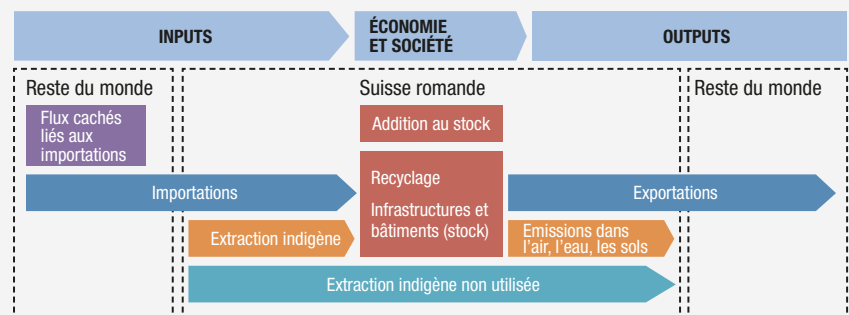 INPUTS
ÉCONOMIE
ET SOCIÉTÉ
OUTPUTS
Reste du monde
Suisse romande
Reste du monde
Flux cachés
liés aux
importations
Addition au stock
Importations
Recyclage
Infrastructures et
bâtiments (stock)
Exportations
Extraction indigène
Emissions dans
l'air, l'eau, les sols
Extraction indigène non utilisée